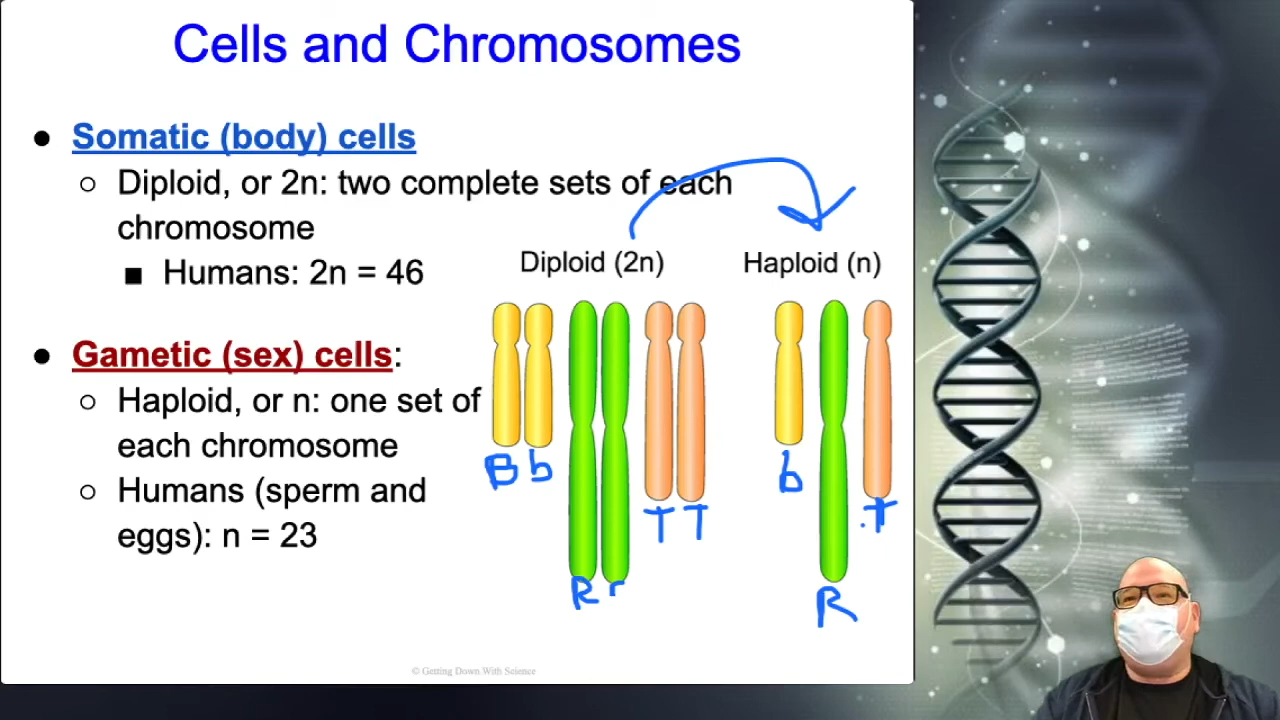 Cells and Chromosomes
● Somatic (body) cells
○ Diploid, or 2n: two complete sets of each
chromosome
■ Humans: 2n = 46
Diploid (2n) Haploid (n)
● Gametic (sex) cells:
○ Haploid, or n: one set of
each chromosome
○ Humans (sperm and
eggs): n = 23
B b b
T T T
R r R
© Getting Down With Science